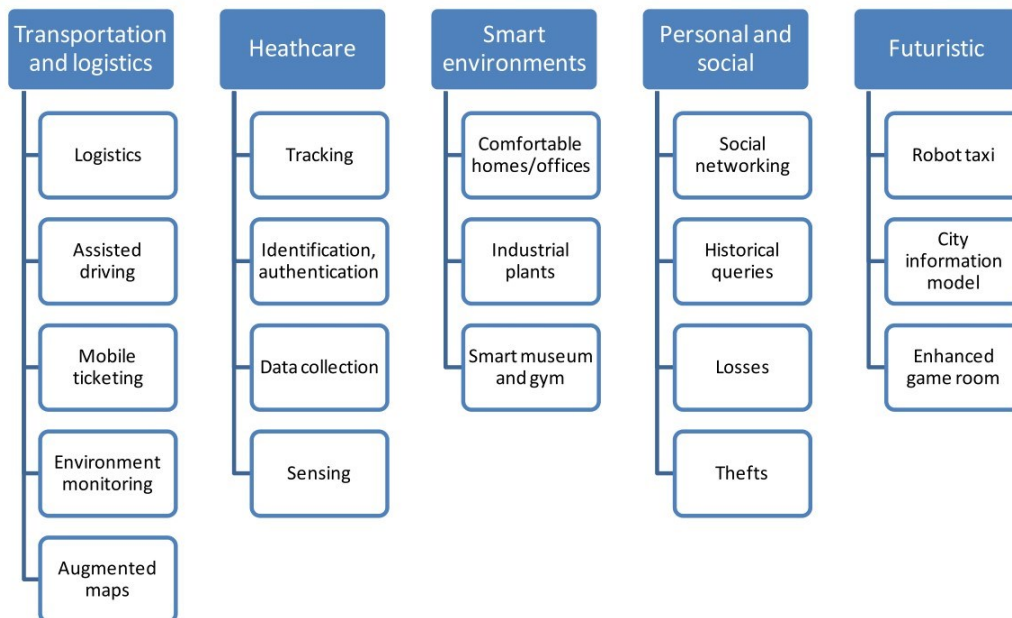 Transportation
and logistics
Logistics
Assisted
driving
Mobile
ticketing
Environment
monitoring
Augmented
maps
Heathcare
Tracking
Identification,
authentication
Data collection
Sensing
Smart
environments
Comfortable
homes/offices
Industrial
plants
Smart museum
and gym
Personal and
social
Social
networking
Historical
queries
Losses
Thefts
Futuristic
Robot taxi
City
information
model
Enhanced
game room